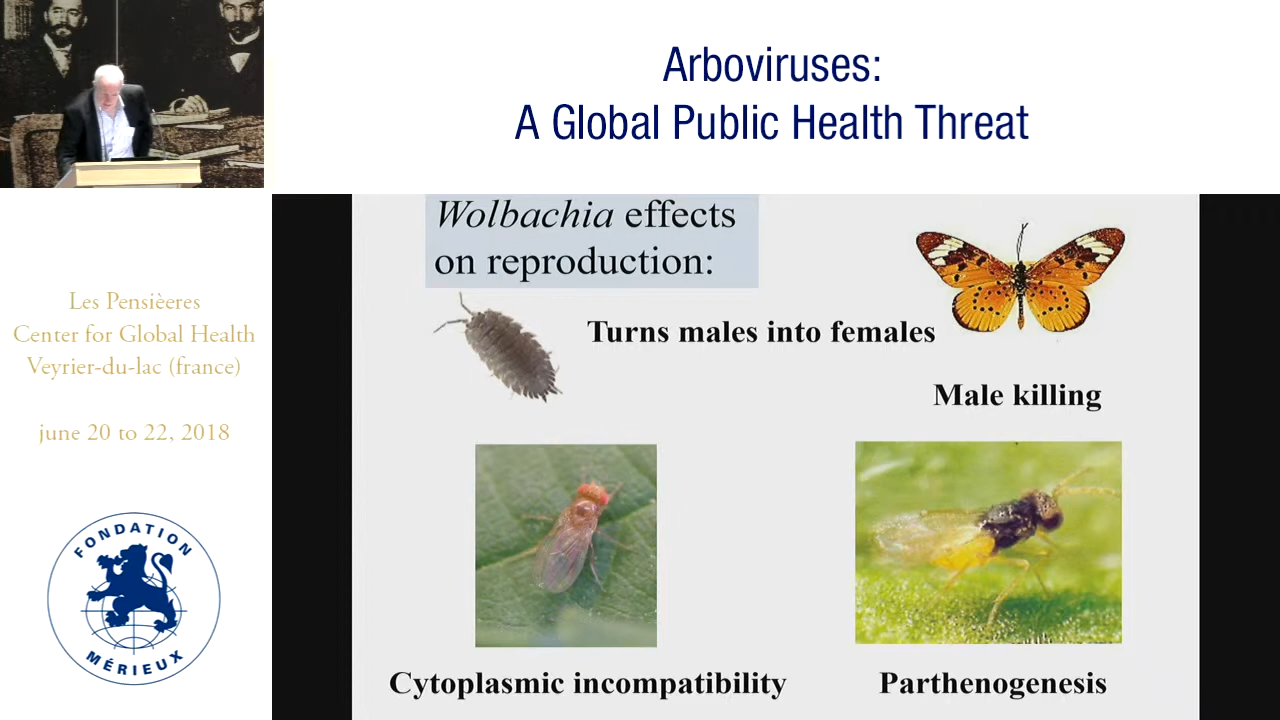 Arboviruses:
A Global Public Health Threat
Wolbachia effects
on reproduction:
Turns males into females
Male killing
Cytoplasmic incompatibility
Parthenogenesis
Les Pensièeres
Center for Global Health
Veyrier-du-lac (france)
june 20 to 22, 2018
FONDATION
MÉRIEUX